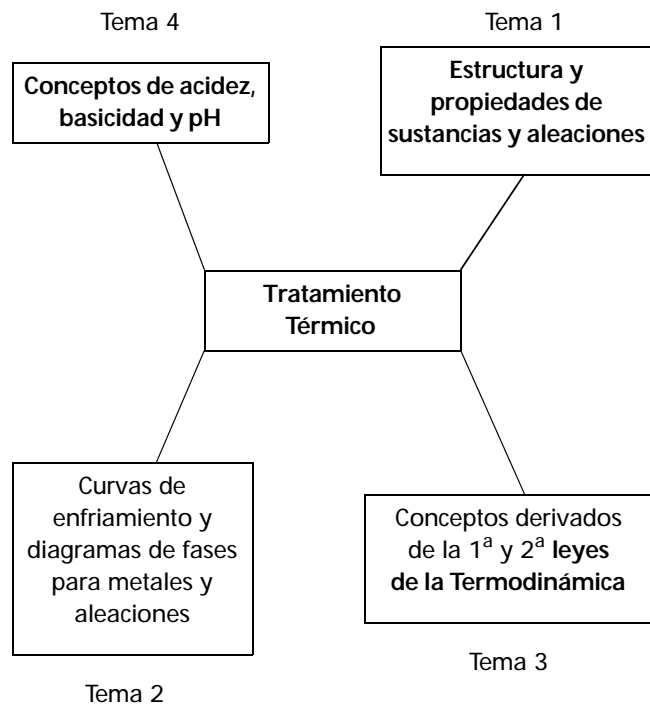 Tema 4
Conceptos de acidez,
basicidad y pH
Tema 1
Estructura y
propiedades de
sustancias y aleaciones
Tratamiento
Térmico
Curvas de
enfriamiento y
diagramas de fases
para metales y
aleaciones
Tema 2
Conceptos derivados
de la 1ª y 2ª leyes
de la Termodinámica
Tema 3